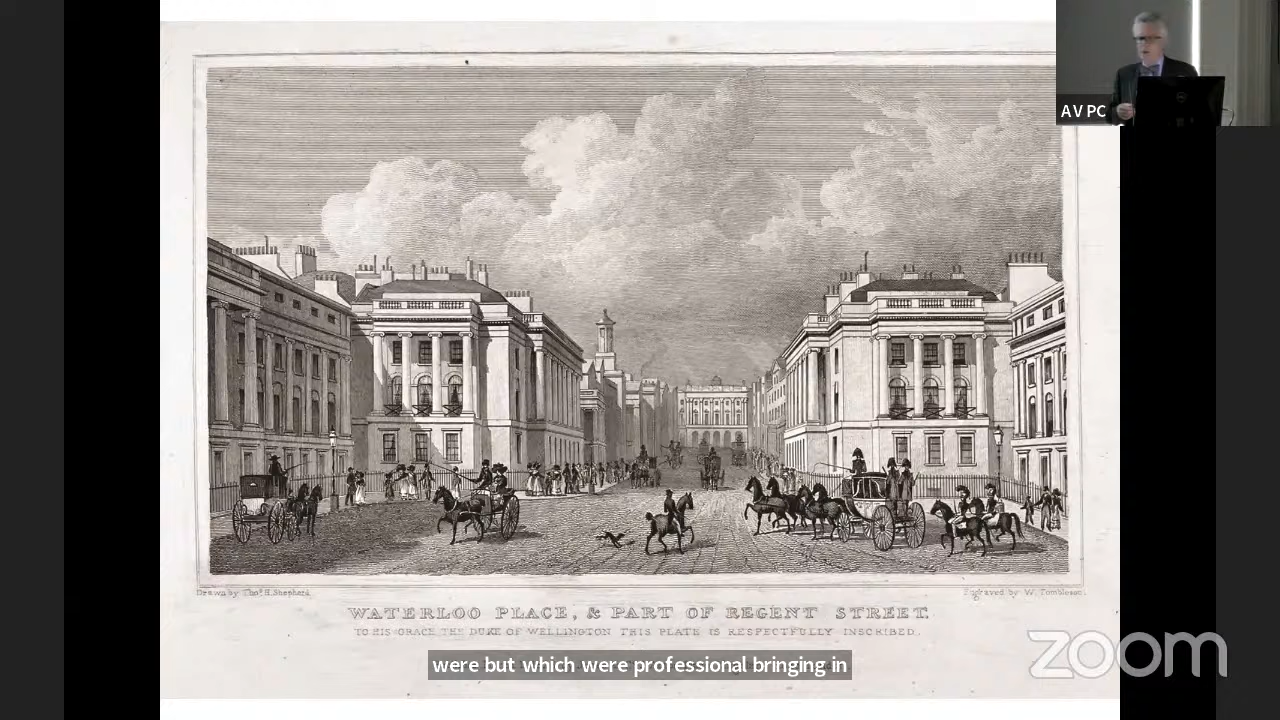 AV PC
Drawn by Thos. H. Shepherd.
Engraved by W. Tombleson.
WATERLOO PLACE, & PART OF REGENT STREET.
TO HIS GRACE THE DUKE OF WELLINGTON THIS PLATE IS RESPECTFULLY INSCRIBED.
were but which were professional bringing in
zoom